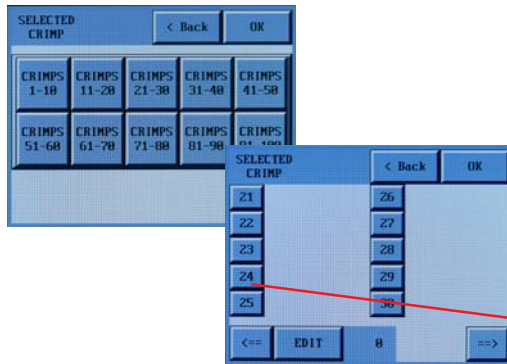 SELECTED
CRIMP
< Back
OK
CRIMPS
1-10
CRIMPS
11-20
CRIMPS
21-30
CRIMPS
31-40
CRIMPS
41-50
CRIMPS
51-60
CRIMPS
61-70
CRIMPS
71-80
CRIMPS
81-90
CRIMPS
SELECTED
CRIMP
< Back
OK
21
26
22
27
23
28
24
29
25
30
<==
EDIT
0
==>